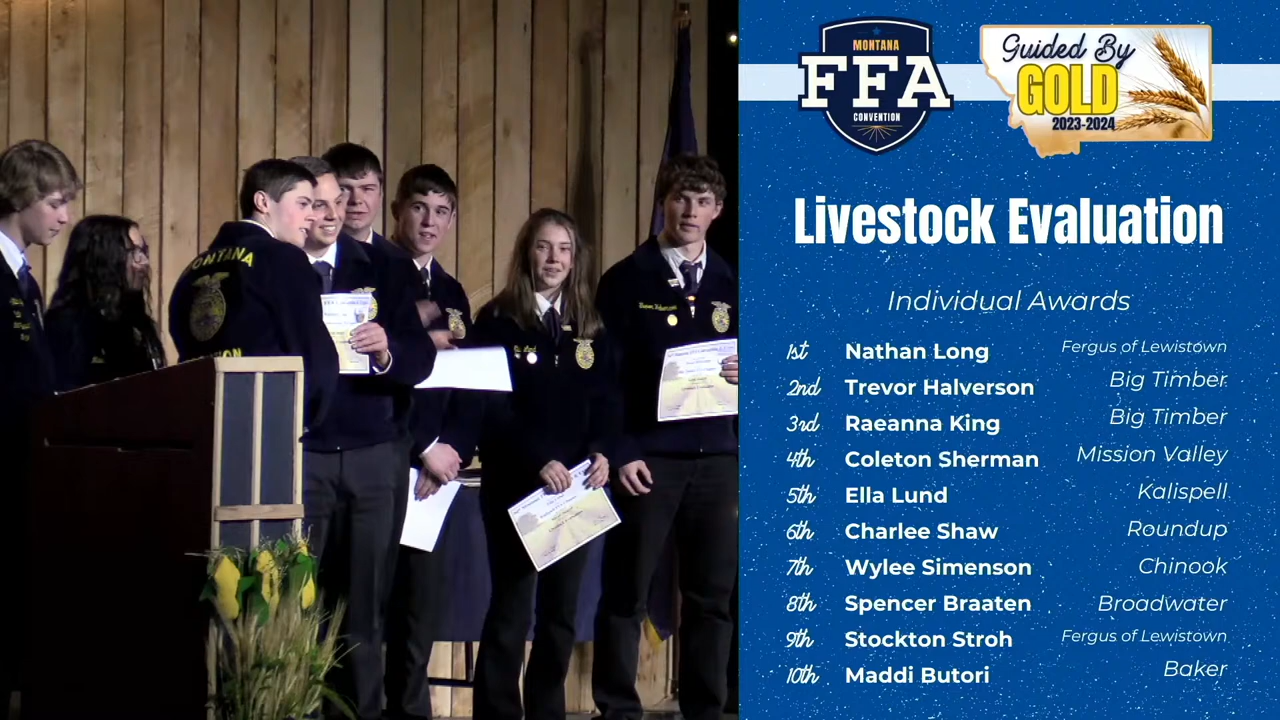 MONTANA
FFA
CONVENTION
Guided By
GOLD
2023-2024
Livestock Evaluation
Individual Awards
1st Nathan Long Fergus of Lewistown
2nd Trevor Halverson Big Timber
3rd Raeanna King Big Timber
4th Coleton Sherman Mission Valley
5th Ella Lund Kalispell
6th Charlee Shaw Roundup
7th Wylee Simenson Chinook
8th Spencer Braaten Broadwater
9th Stockton Stroh Fergus of Lewistown
10th Maddi Butori Baker
MONTANA